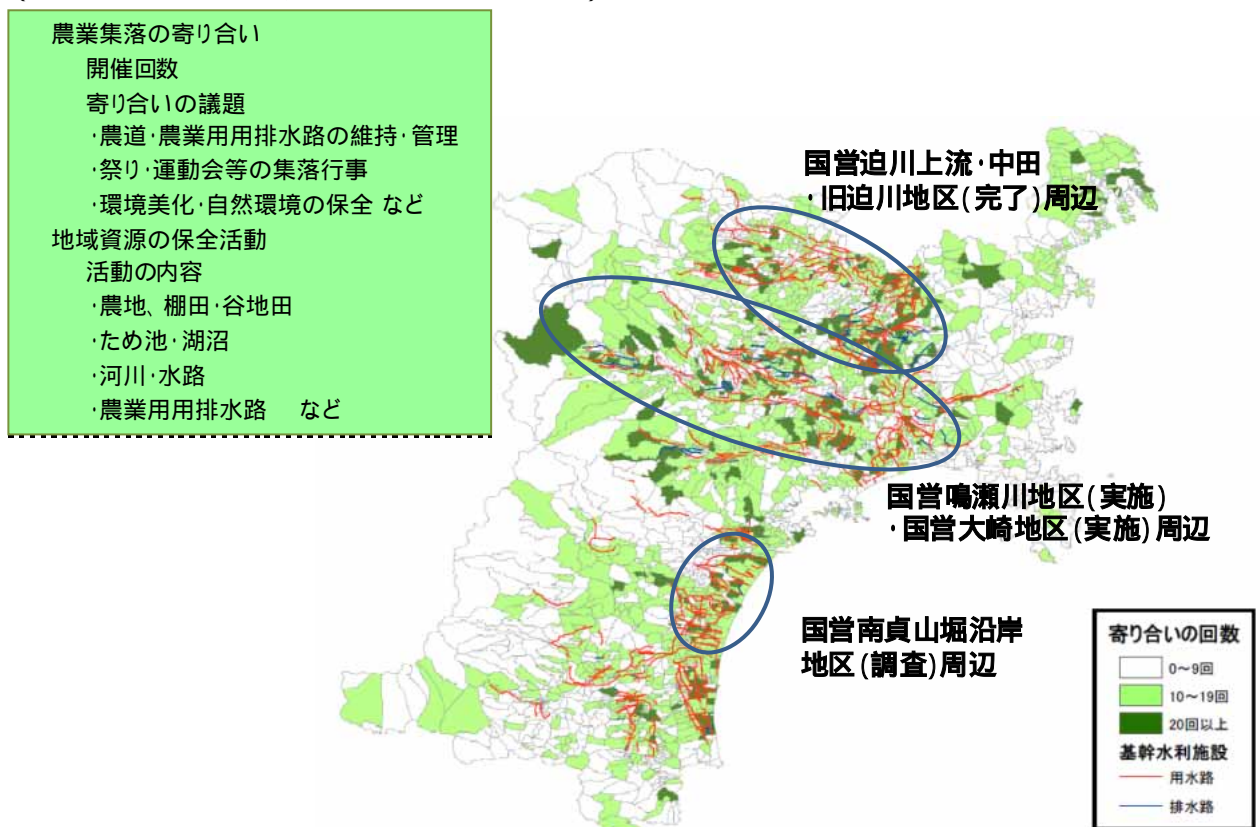 農業集落の寄り合い
開催回数
寄り合いの議題
・農道・農業用用排水路の維持・管理
・祭り・運動会等の集落行事
・環境美化・自然環境の保全 など
地域資源の保全活動
活動の内容
・農地、棚田・谷地田
・ため池・湖沼
・河川・水路
・農業用用排水路 など
国営迫川上流・中田
・旧迫川地区(完了)周辺
国営鳴瀬川地区(実施)
・国営大崎地区(実施)周辺
国営南貞山堀沿岸
地区(調査)周辺
寄り合いの回数
0～9回
10～19回
20回以上
基幹水利施設
用水路
排水路